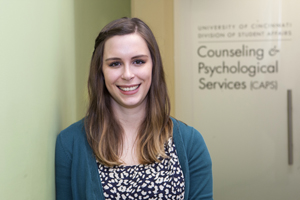 UNIVERSITY OF CINCINNATI
DIVISION OF STUDENT AFFAIRS
Counseling &
Psychological
Services (CAPS)